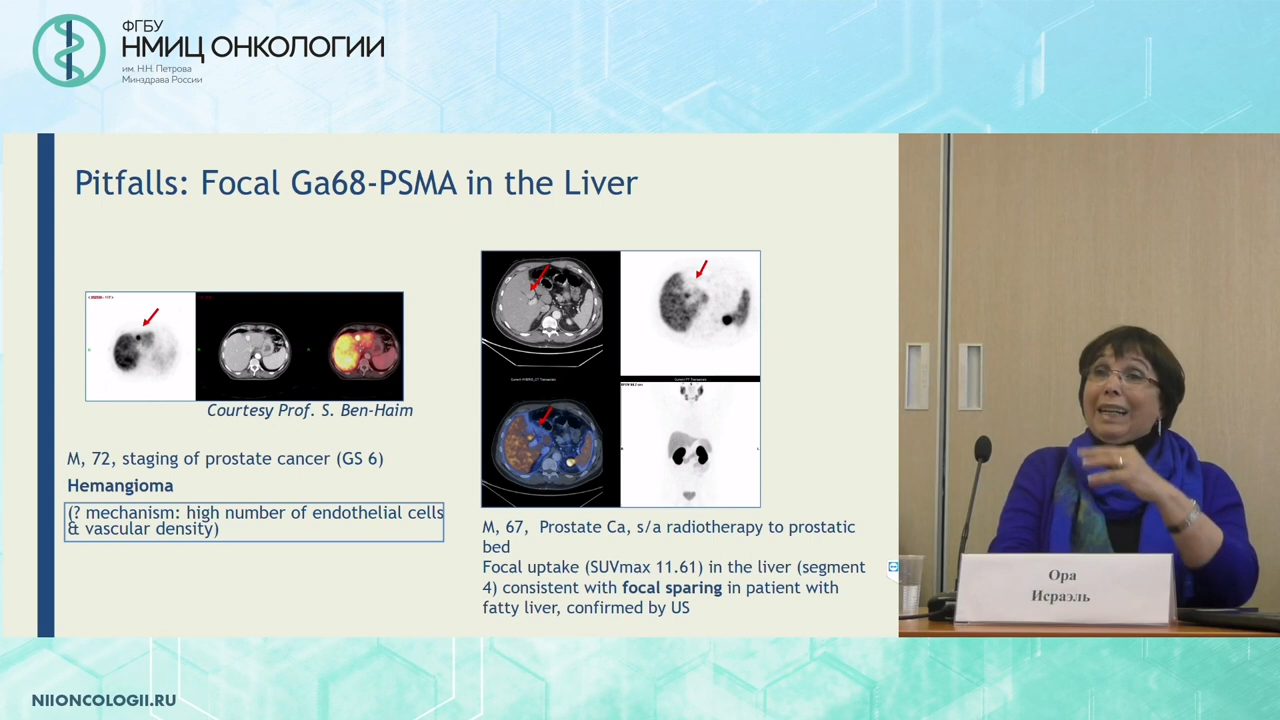 ФГБУ
НМИЦ ОНКОЛОГИИ
им. Н.Н. Петрова
Минздрава России
Pitfalls: Focal Ga68-PSMA in the Liver
Courtesy Prof. S. Ben-Haim
M, 72, staging of prostate cancer (GS 6)
Hemangioma
(? mechanism: high number of endothelial cells
& vascular density)
M, 67, Prostate Ca, s/a radiotherapy to prostatic
bed
Focal uptake (SUVmax 11.61) in the liver (segment
4) consistent with focal sparing in patient with
fatty liver, confirmed by US
Ора
Исраэль
NIIONCOLOGII.RU